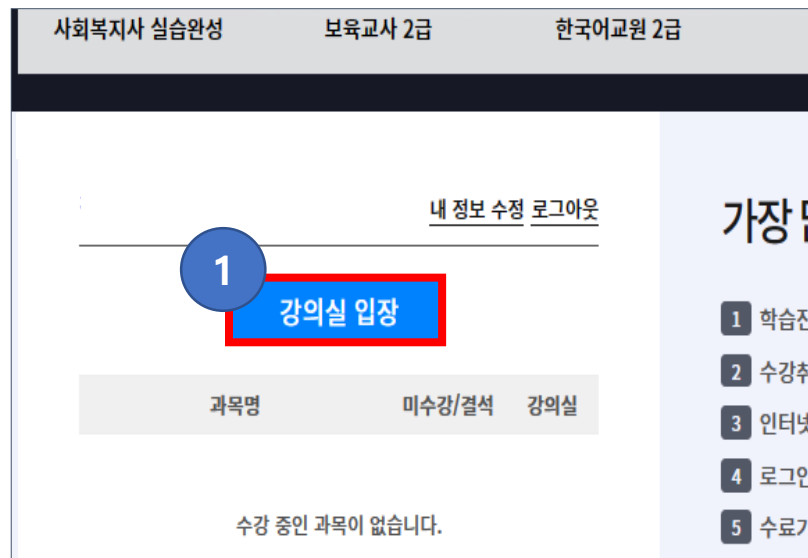 사회복지사 실습완성 보육교사 2급 한국어교원 2급
내 정보 수정 로그아웃
1
강의실 입장
과목명 미수강/결석 강의실
수강 중인 과목이 없습니다.
가장
1
2 수강
3 인터넷
4 로그인
5 수료